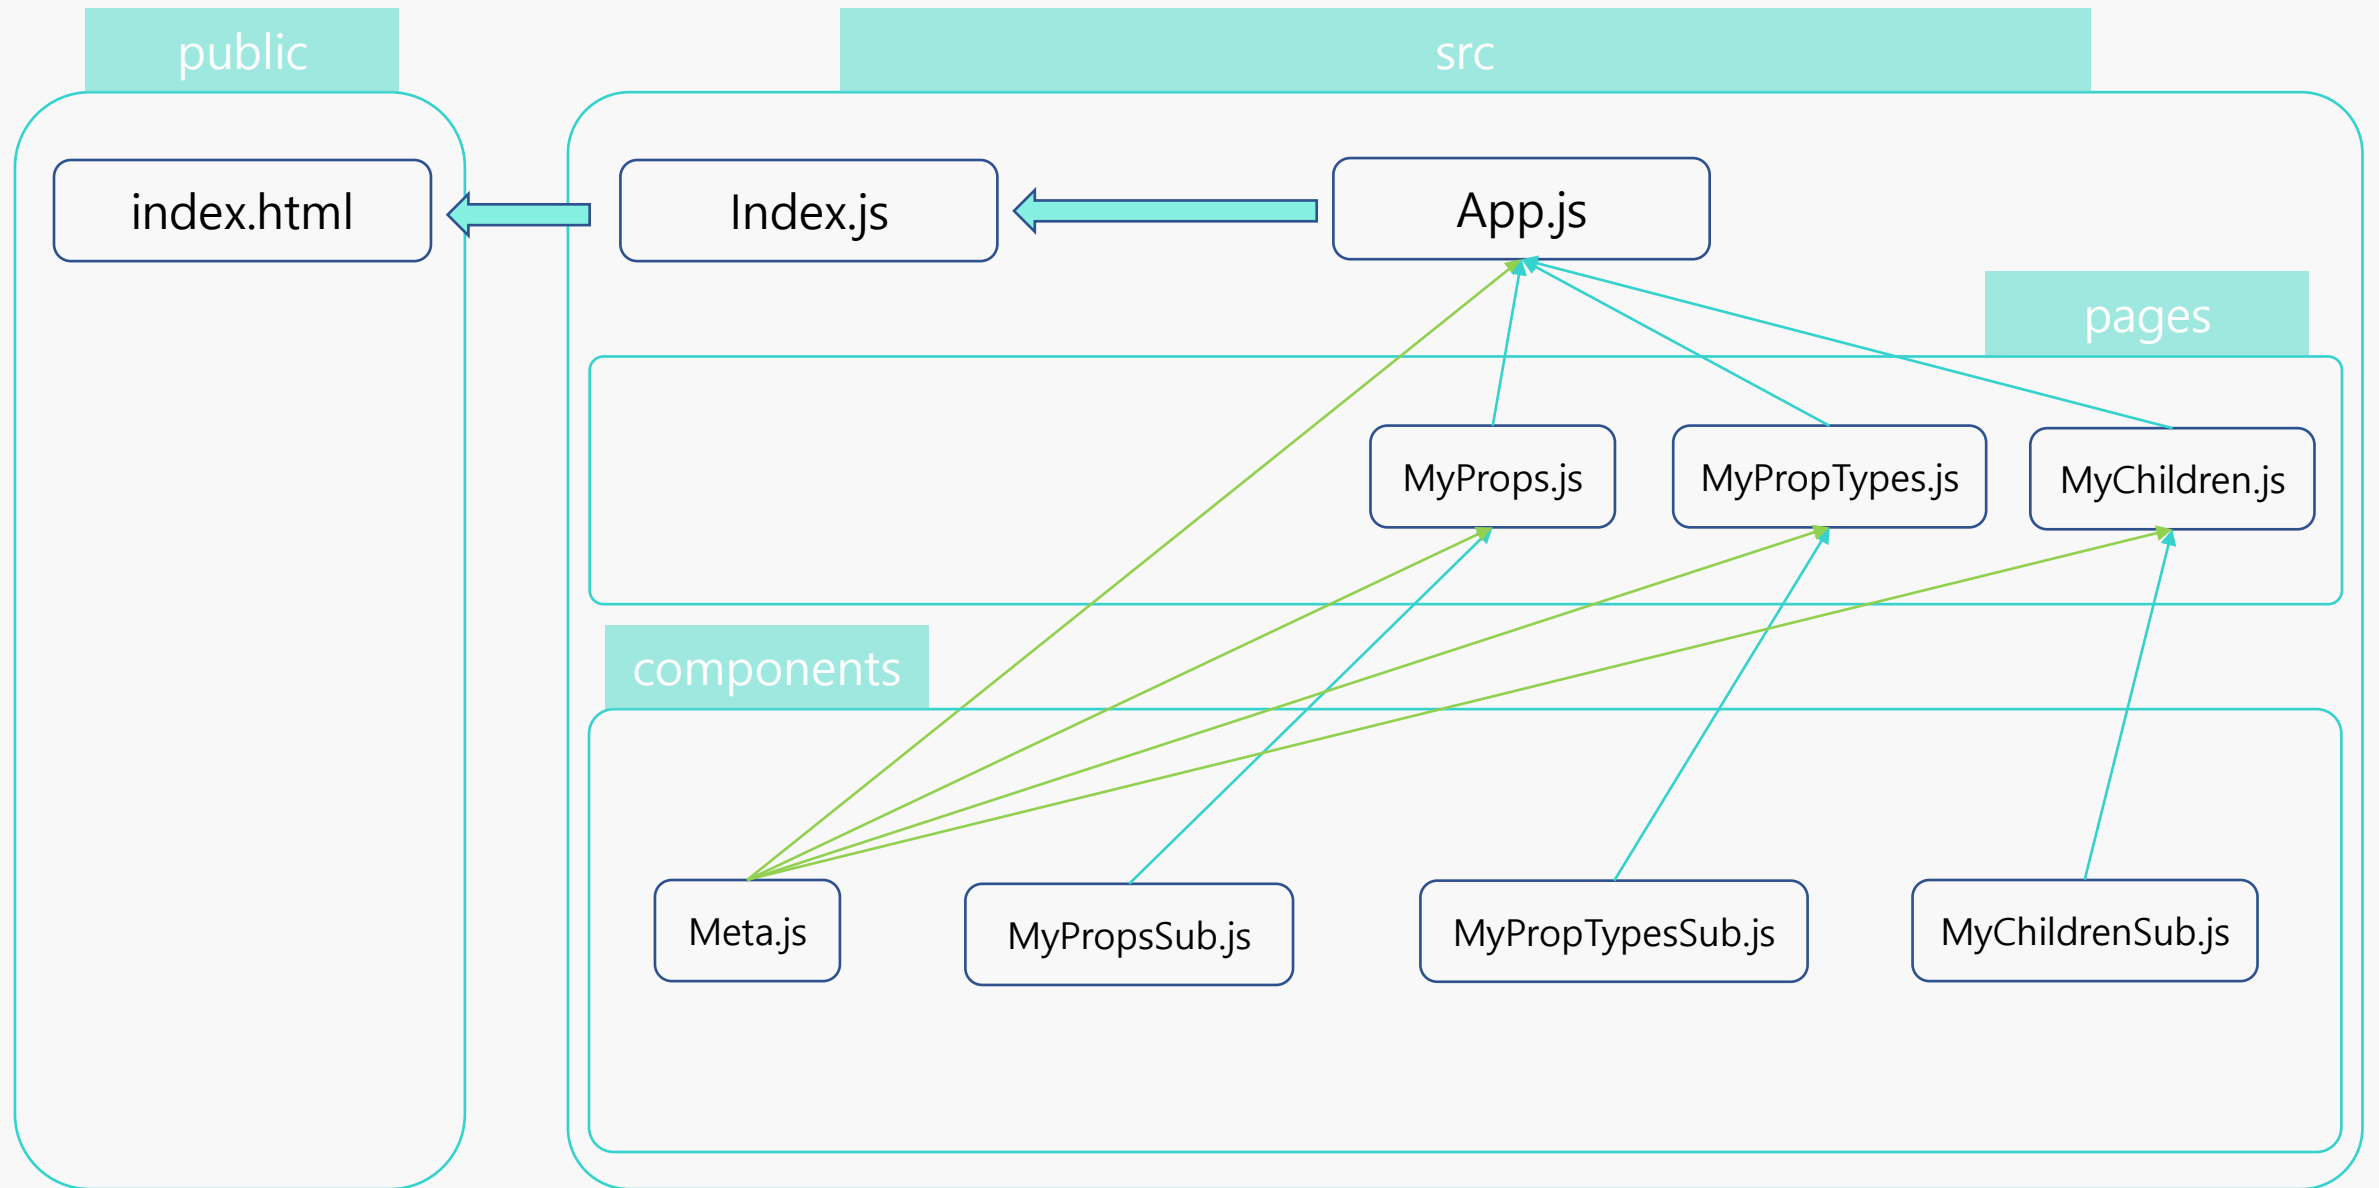 public
src
index.html
Index.js
App.js
pages
MyProps.js
MyPropTypes.js
MyChildren.js
components
Meta.js
MyPropsSub.js
MyPropTypesSub.js
MyChildrenSub.js